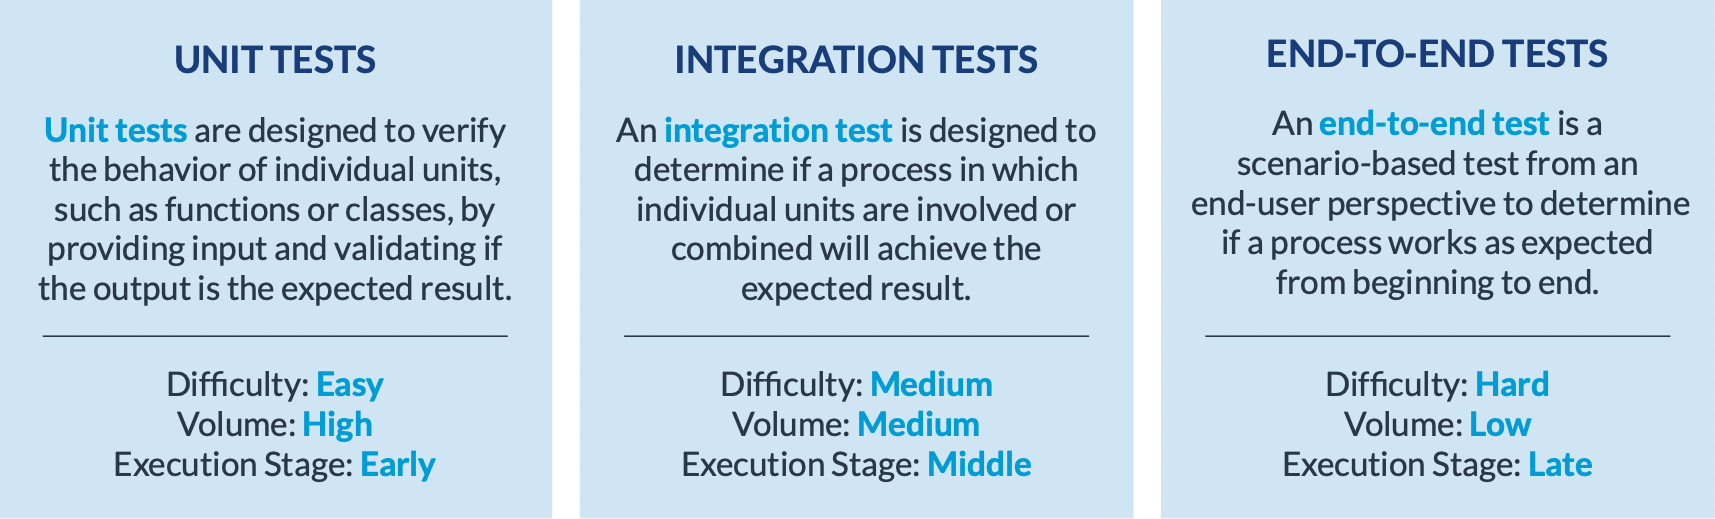 UNIT TESTS
Unit tests are designed to verify
the behavior of individual units,
such as functions or classes, by
providing input and validating if
the output is the expected result.
Difficulty: Easy
Volume: High
Execution Stage: Early
INTEGRATION TESTS
An integration test is designed to
determine if a process in which
individual units are involved or
combined will achieve the
expected result.
Difficulty: Medium
Volume: Medium
Execution Stage: Middle
END-TO-END TESTS
An end-to-end test is a
scenario-based test from an
end-user perspective to determine
if a process works as expected
from beginning to end.
Difficulty: Hard
Volume: Low
Execution Stage: Late